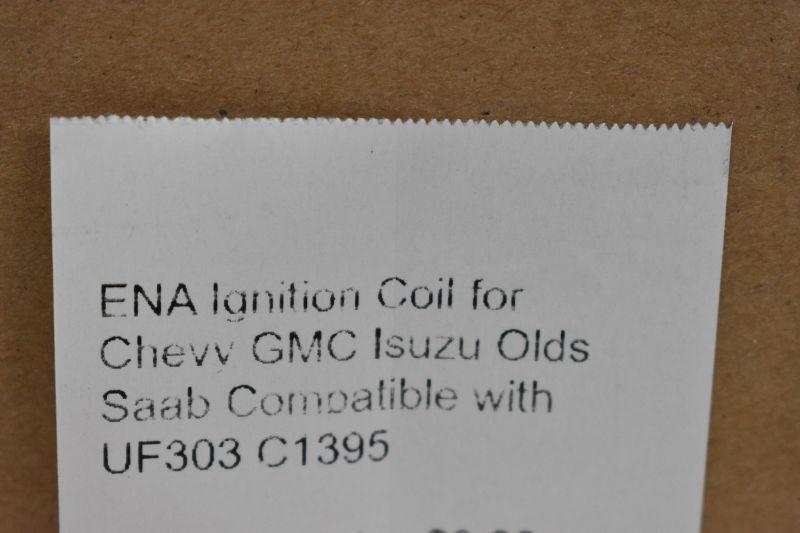 ENA Ignition Coil for
Chevy GMC Isuzu Olds
Saab Compatible with
UF303 C1395